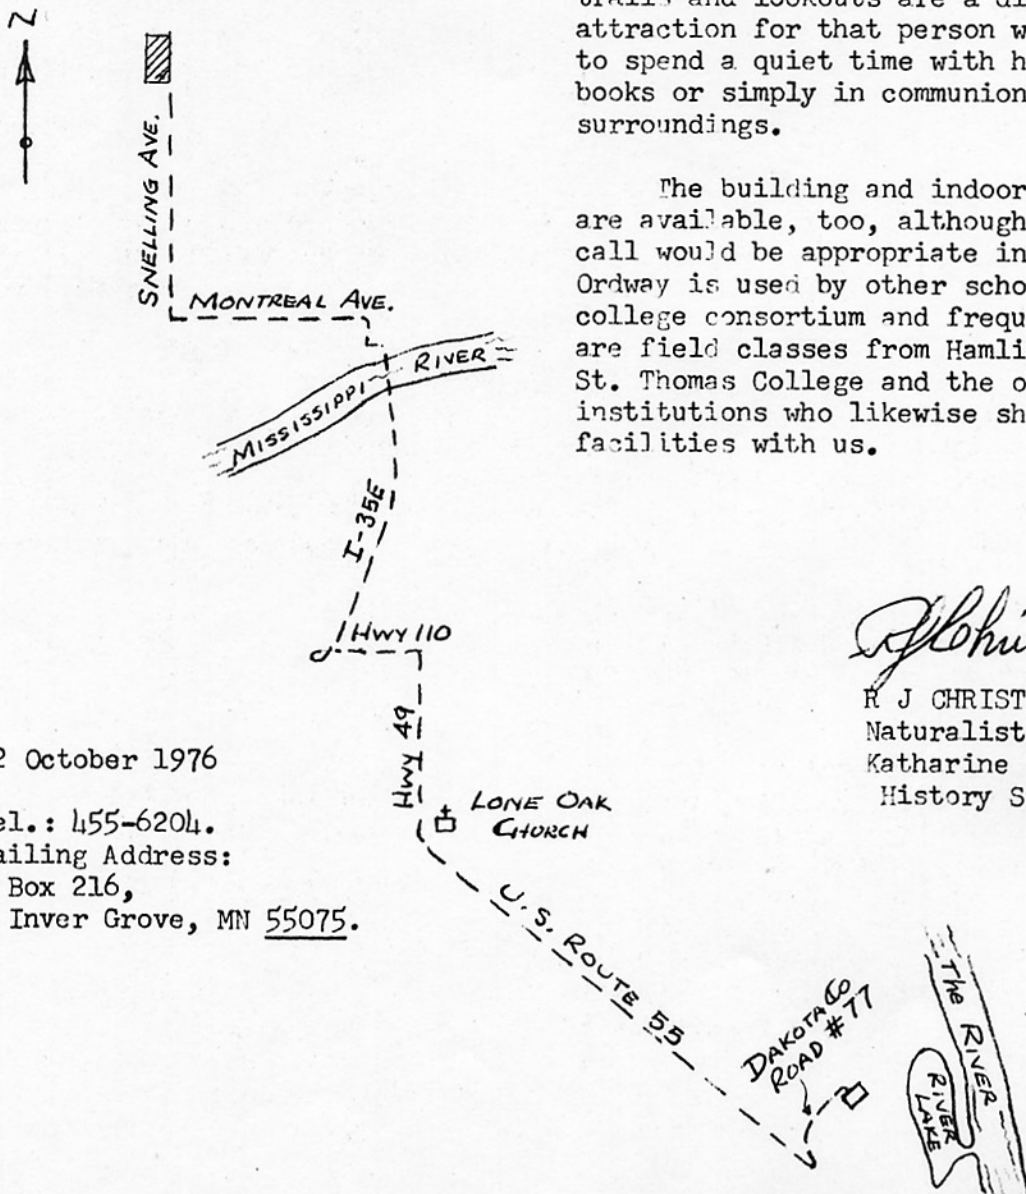 N
SNELLING AVE.
MONTREAL AVE.
MISSISSIPPI RIVER
I-35E
HWY 110
HWY 49
LONE OAK
CHURCH
U.S. ROUTE 55
DAKOTA CO
ROAD #77
The RIVER
RIVER
LAKE
trails and lookouts are a di
attraction for that person w
to spend a quiet time with h
books or simply in communion
surroundings.
The building and indoor
are available, too, although
call would be appropriate in
Ordway is used by other scho
college consortium and frequ
are field classes from Hamli
St. Thomas College and the o
institutions who likewise sh
facilities with us.
R J CHRIST
Naturalist
Katharine
History S
2 October 1976
el.: 455-6204.
ailing Address:
Box 216,
Inver Grove, MN 55075.